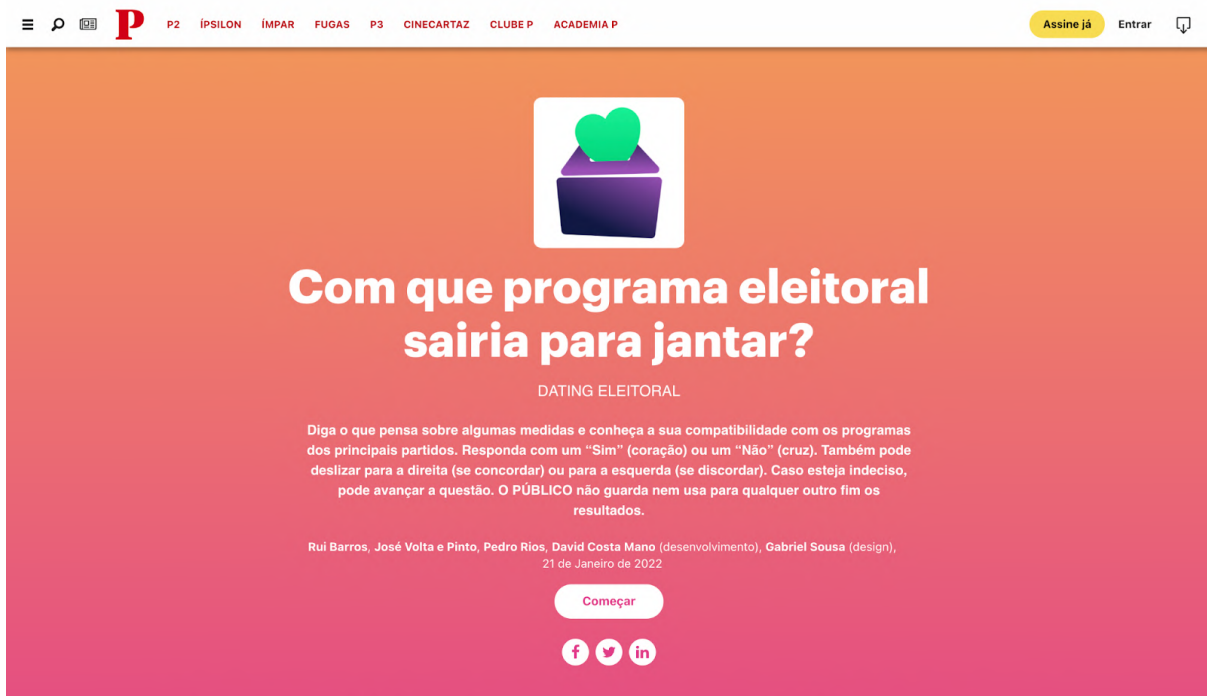 P P2 ÍPSILON ÍMPAR FUGAS P3 CINECARTAZ CLUBE P ACADEMIA P Assine já Entrar
Com que programa eleitoral
sairia para jantar?
DATING ELEITORAL
Diga o que pensa sobre algumas medidas e conheça a sua compatibilidade com os programas
dos principais partidos. Responda com um “Sim” (coração) ou um “Não” (cruz). Também pode
deslizar para a direita (se concordar) ou para a esquerda (se discordar). Caso esteja indeciso,
pode avançar a questão. O PÚBLICO não guarda nem usa para qualquer outro fim os
resultados.
Rui Barros, José Volta e Pinto, Pedro Rios, David Costa Mano (desenvolvimento), Gabriel Sousa (design),
21 de Janeiro de 2022
Começar
f in